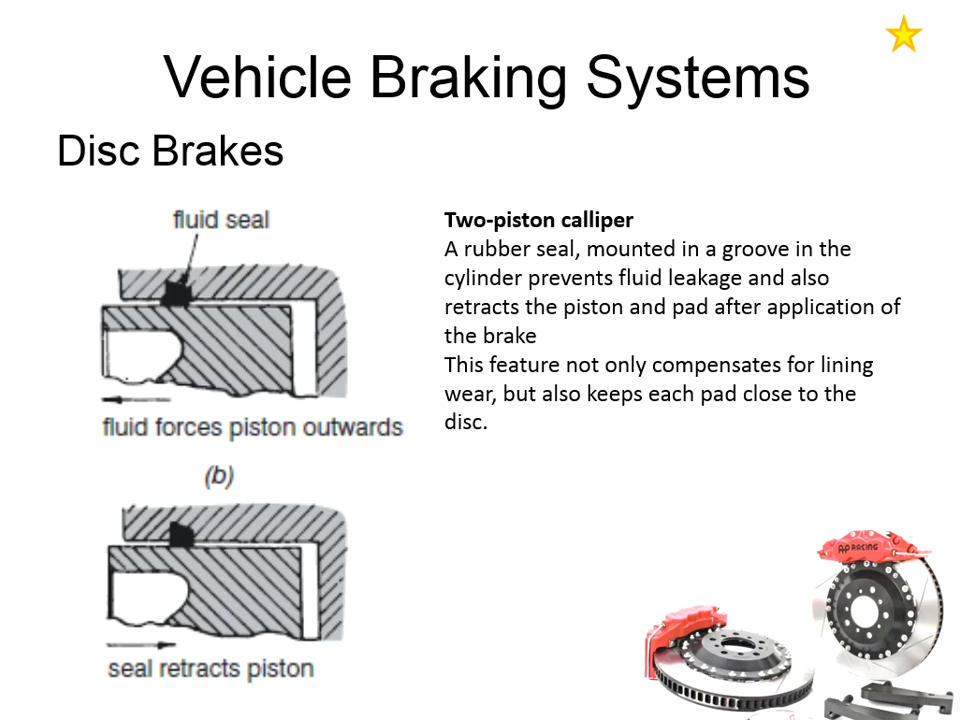 Vehicle Braking Systems
Disc Brakes
fluid seal
fluid forces piston outwards
(b)
seal retracts piston
Two-piston calliper
A rubber seal, mounted in a groove in the
cylinder prevents fluid leakage and also
retracts the piston and pad after application of
the brake
This feature not only compensates for lining
wear, but also keeps each pad close to the
disc.
AP RACING